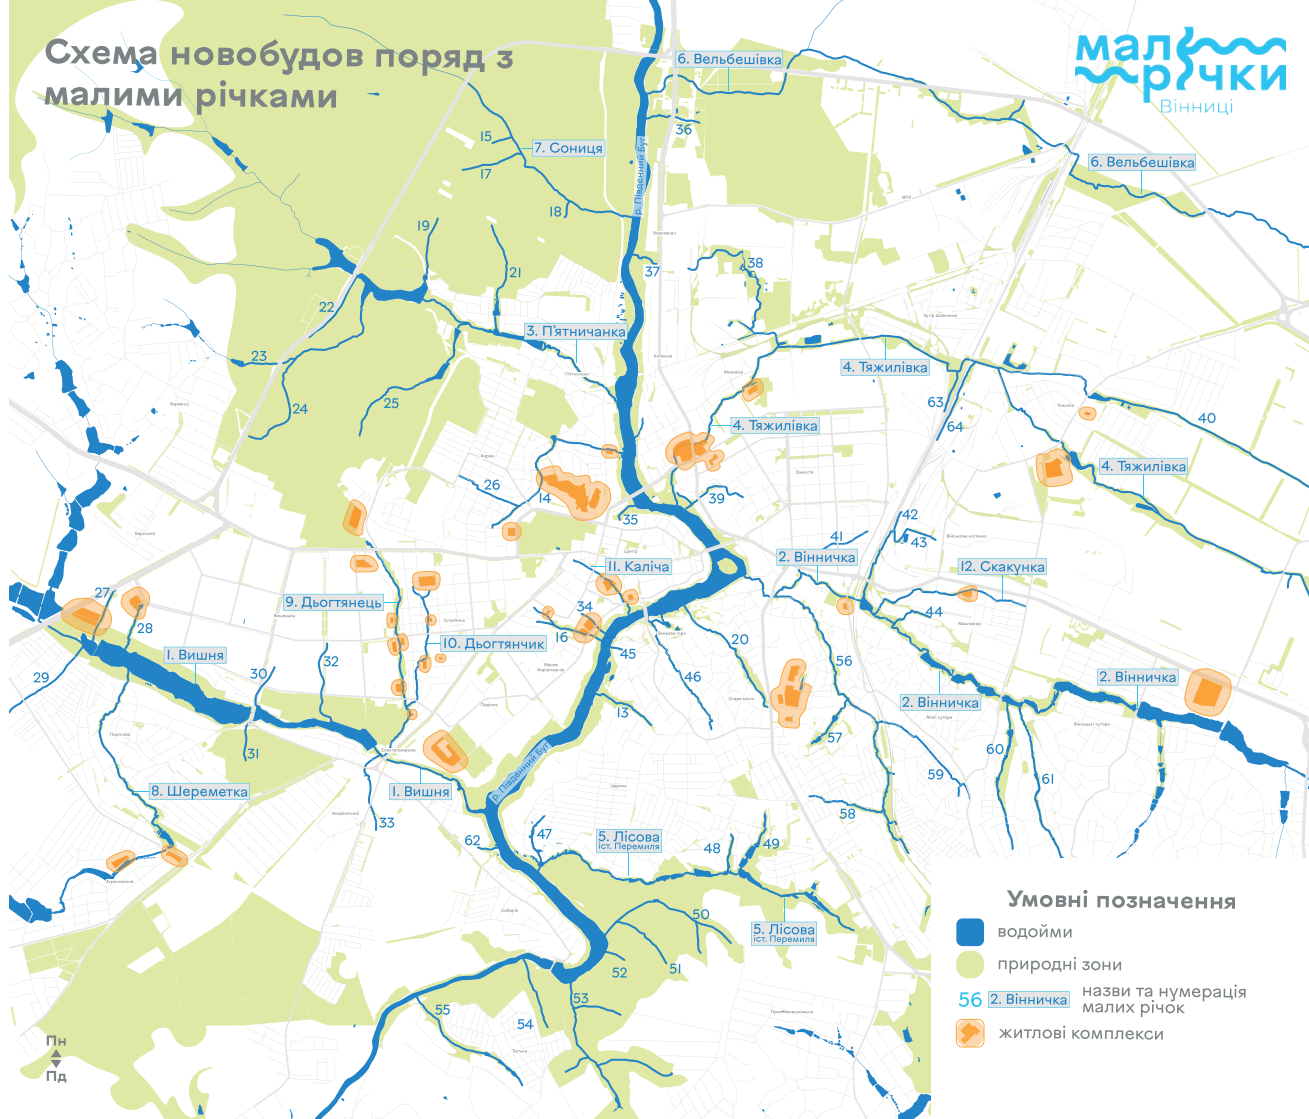 Схема новобудов поряд з
малими річками
малі
річки
Вінниці
6. Вельбешівка
36
15
7. Сониця
17
18
р. Південний Буг
6. Вельбешівка
19
21
37
38
22
3. П'ятничанка
23
24
25
4. Тяжилівка
63
64
40
4. Тяжилівка
4. Тяжилівка
26
14
35
39
Центр
42
43
41
2. Вінничка
11. Каліча
12. Скакунка
27
28
9. Дьогтянець
10. Дьогтянчик
34
16
45
20
44
1. Вишня
30
32
29
31
46
13
56
57
2. Вінничка
2. Вінничка
60
61
59
58
р. Південний Буг
8. Шереметка
1. Вишня
33
62
47
5. Лісова
іст. Перемиля
48
49
5. Лісова
іст. Перемиля
50
51
52
53
54
55
Пн
Пд
Умовні позначення
водойми
природні зони
56 2. Вінничка назви та нумерація
малих річок
житлові комплекси